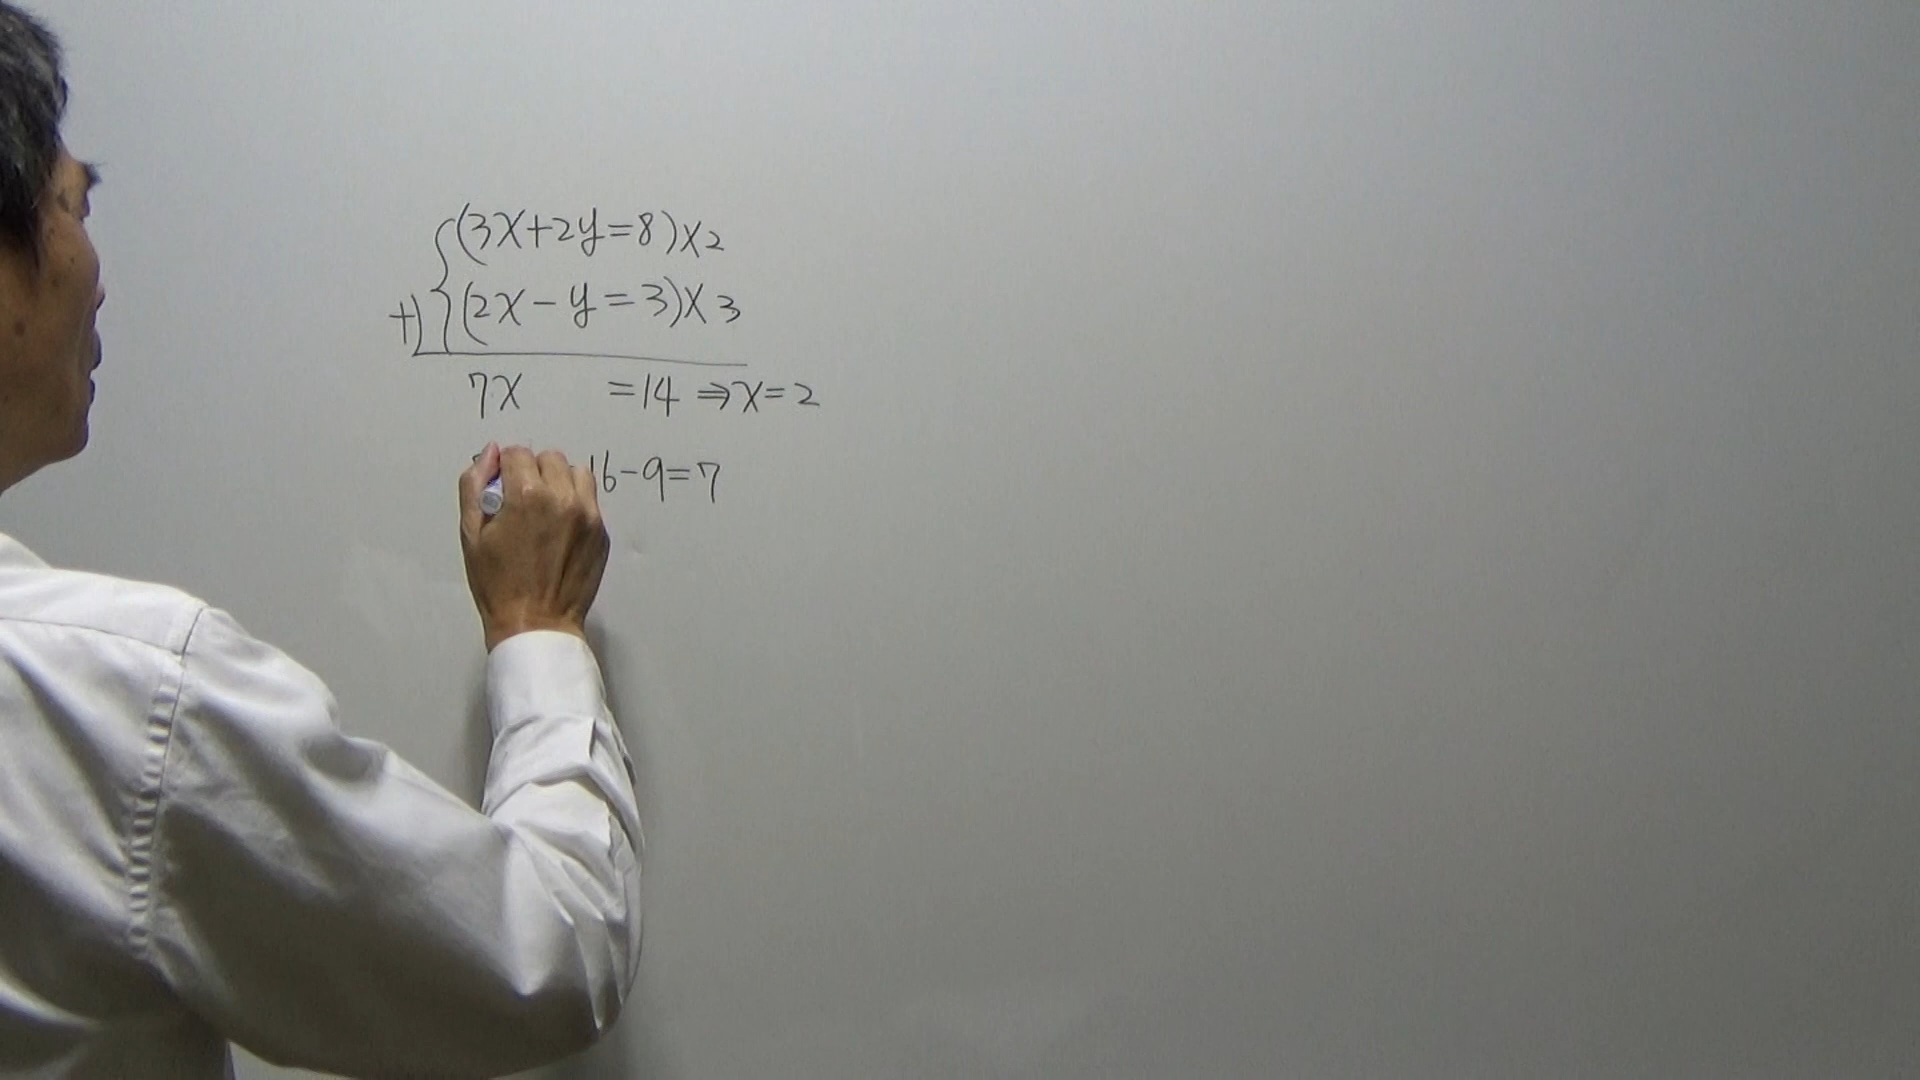 (3x+2y=8)x2
+) (2x-y=3)x3
7x =14 ⇒ x=2
16-9=7